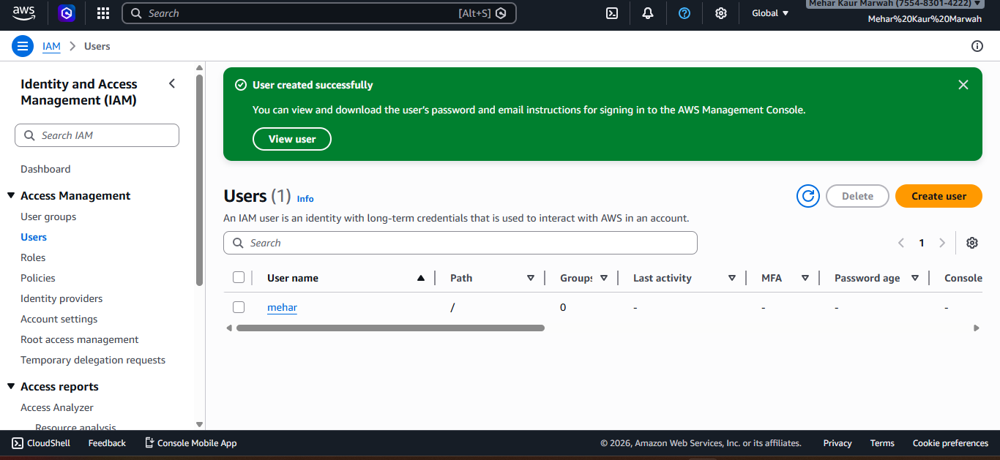 aws
Search [Alt+S]
Global
Mehar Kaur Marwah (7554-8301-4222)
Mehar%20Kaur%20Marwah
IAM > Users
Identity and Access
Management (IAM)
Search IAM
Dashboard
Access Management
User groups
Users
Roles
Policies
Identity providers
Account settings
Root access management
Temporary delegation requests
Access reports
Access Analyzer
Resource analysis
User created successfully
You can view and download the user's password and email instructions for signing in to the AWS Management Console.
View user
Users (1) Info
Delete
Create user
An IAM user is an identity with long-term credentials that is used to interact with AWS in an account.
Search
1
User name Path Groups Last activity MFA Password age Console
mehar / 0 - - - -
CloudShell Feedback Console Mobile App
© 2026, Amazon Web Services, Inc. or its affiliates. Privacy Terms Cookie preferences